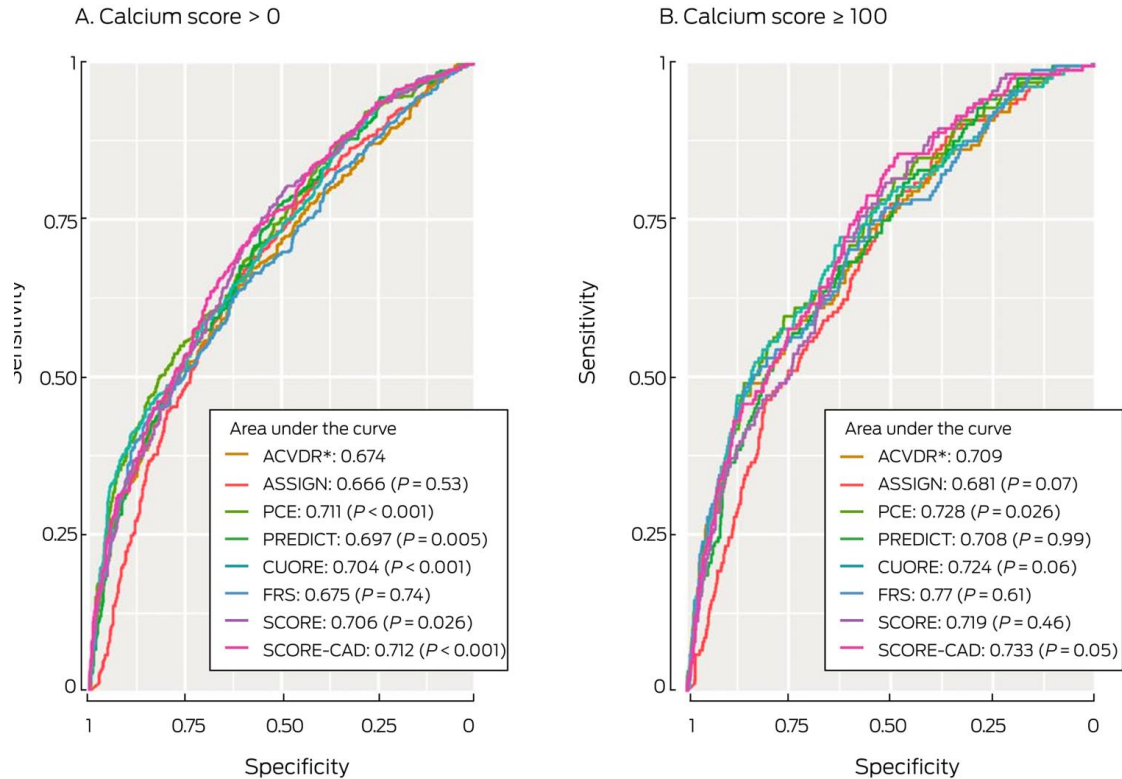 A. Calcium score > 0
1
0.75
0.50
0.25
0
Sensitivity
Area under the curve
ACVDR*: 0.674
ASSIGN: 0.666 (P = 0.53)
PCE: 0.711 (P < 0.001)
PREDICT: 0.697 (P = 0.005)
CUORE: 0.704 (P < 0.001)
FRS: 0.675 (P = 0.74)
SCORE: 0.706 (P = 0.026)
SCORE-CAD: 0.712 (P < 0.001)
1 0.75 0.50 0.25 0
Specificity
B. Calcium score ≥ 100
1
0.75
0.50
0.25
0
Sensitivity
Area under the curve
ACVDR*: 0.709
ASSIGN: 0.681 (P = 0.07)
PCE: 0.728 (P = 0.026)
PREDICT: 0.708 (P = 0.99)
CUORE: 0.724 (P = 0.06)
FRS: 0.77 (P = 0.61)
SCORE: 0.719 (P = 0.46)
SCORE-CAD: 0.733 (P = 0.05)
1 0.75 0.50 0.25 0
Specificity